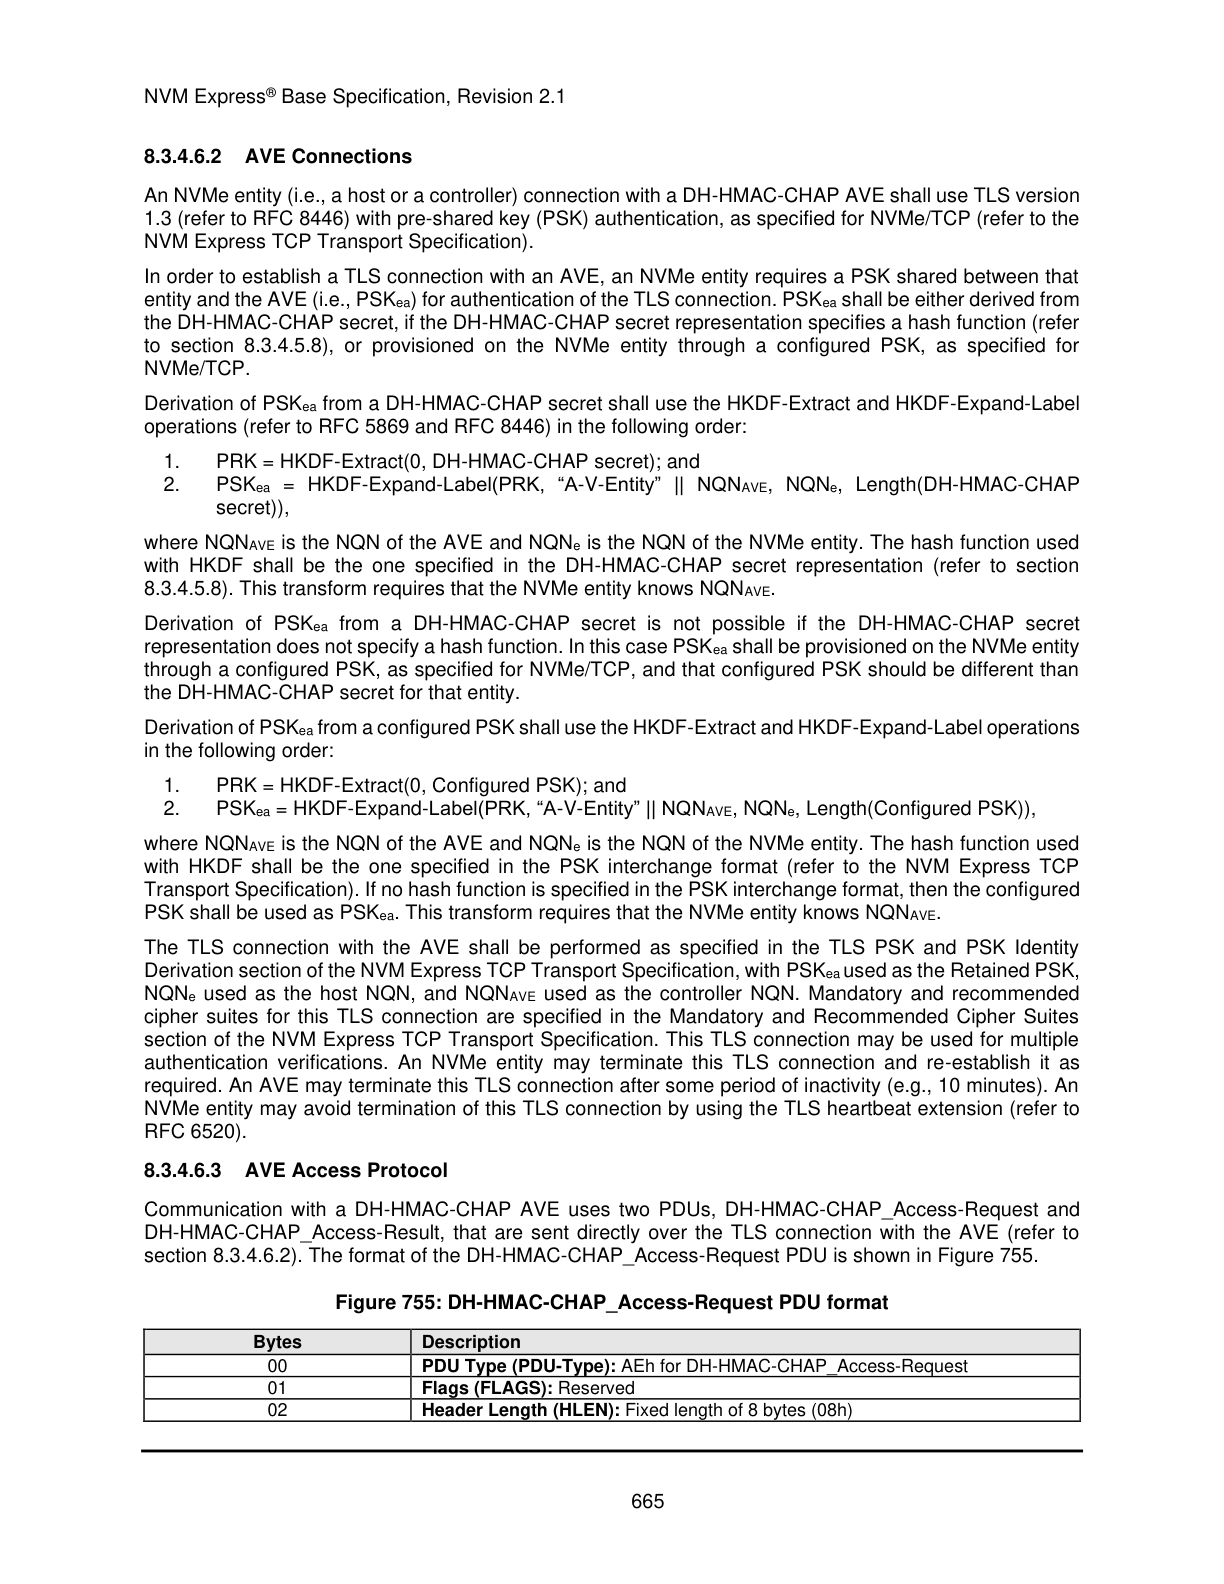 NVM Express® Base Specification, Revision 2.1
8.3.4.6.2 AVE Connections
An NVMe entity (i.e., a host or a controller) connection with a DH-HMAC-CHAP AVE shall use TLS version
1.3 (refer to RFC 8446) with pre-shared key (PSK) authentication, as specified for NVMe/TCP (refer to the
NVM Express TCP Transport Specification).
In order to establish a TLS connection with an AVE, an NVMe entity requires a PSK shared between that
entity and the AVE (i.e., PSKea) for authentication of the TLS connection. PSKea shall be either derived from
the DH-HMAC-CHAP secret, if the DH-HMAC-CHAP secret representation specifies a hash function (refer
to section 8.3.4.5.8), or provisioned on the NVMe entity through a configured PSK, as specified for
NVMe/TCP.
Derivation of PSKea from a DH-HMAC-CHAP secret shall use the HKDF-Extract and HKDF-Expand-Label
operations (refer to RFC 5869 and RFC 8446) in the following order:
1. PRK = HKDF-Extract(0, DH-HMAC-CHAP secret); and
2. PSKea = HKDF-Expand-Label(PRK, “A-V-Entity” || NQNAVE, NQNe, Length(DH-HMAC-CHAP
secret)),
where NQNAVE is the NQN of the AVE and NQNe is the NQN of the NVMe entity. The hash function used
with HKDF shall be the one specified in the DH-HMAC-CHAP secret representation (refer to section
8.3.4.5.8). This transform requires that the NVMe entity knows NQNAVE.
Derivation of PSKea from a DH-HMAC-CHAP secret is not possible if the DH-HMAC-CHAP secret
representation does not specify a hash function. In this case PSKea shall be provisioned on the NVMe entity
through a configured PSK, as specified for NVMe/TCP, and that configured PSK should be different than
the DH-HMAC-CHAP secret for that entity.
Derivation of PSKea from a configured PSK shall use the HKDF-Extract and HKDF-Expand-Label operations
in the following order:
1. PRK = HKDF-Extract(0, Configured PSK); and
2. PSKea = HKDF-Expand-Label(PRK, “A-V-Entity” || NQNAVE, NQNe, Length(Configured PSK)),
where NQNAVE is the NQN of the AVE and NQNe is the NQN of the NVMe entity. The hash function used
with HKDF shall be the one specified in the PSK interchange format (refer to the NVM Express TCP
Transport Specification). If no hash function is specified in the PSK interchange format, then the configured
PSK shall be used as PSKea. This transform requires that the NVMe entity knows NQNAVE.
The TLS connection with the AVE shall be performed as specified in the TLS PSK and PSK Identity
Derivation section of the NVM Express TCP Transport Specification, with PSKea used as the Retained PSK,
NQNe used as the host NQN, and NQNAVE used as the controller NQN. Mandatory and recommended
cipher suites for this TLS connection are specified in the Mandatory and Recommended Cipher Suites
section of the NVM Express TCP Transport Specification. This TLS connection may be used for multiple
authentication verifications. An NVMe entity may terminate this TLS connection and re-establish it as
required. An AVE may terminate this TLS connection after some period of inactivity (e.g., 10 minutes). An
NVMe entity may avoid termination of this TLS connection by using the TLS heartbeat extension (refer to
RFC 6520).
8.3.4.6.3 AVE Access Protocol
Communication with a DH-HMAC-CHAP AVE uses two PDUs, DH-HMAC-CHAP_Access-Request and
DH-HMAC-CHAP_Access-Result, that are sent directly over the TLS connection with the AVE (refer to
section 8.3.4.6.2). The format of the DH-HMAC-CHAP_Access-Request PDU is shown in Figure 755.
Figure 755: DH-HMAC-CHAP_Access-Request PDU format
Bytes Description
00 PDU Type (PDU-Type): AEh for DH-HMAC-CHAP_Access-Request
01 Flags (FLAGS): Reserved
02 Header Length (HLEN): Fixed length of 8 bytes (08h)
665